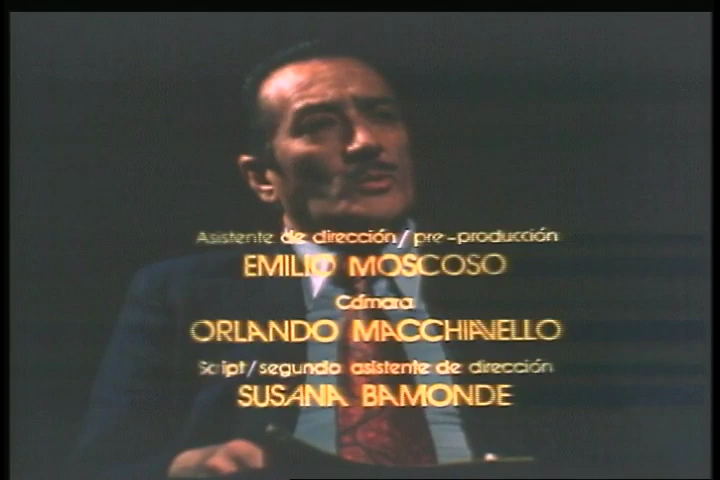 Asistente de dirección/pre-producción
EMILIO MOSCOSO
Cámara
ORLANDO MACCHIAVELLO
Script/segundo asistente de dirección
SUSANA BAMONDE